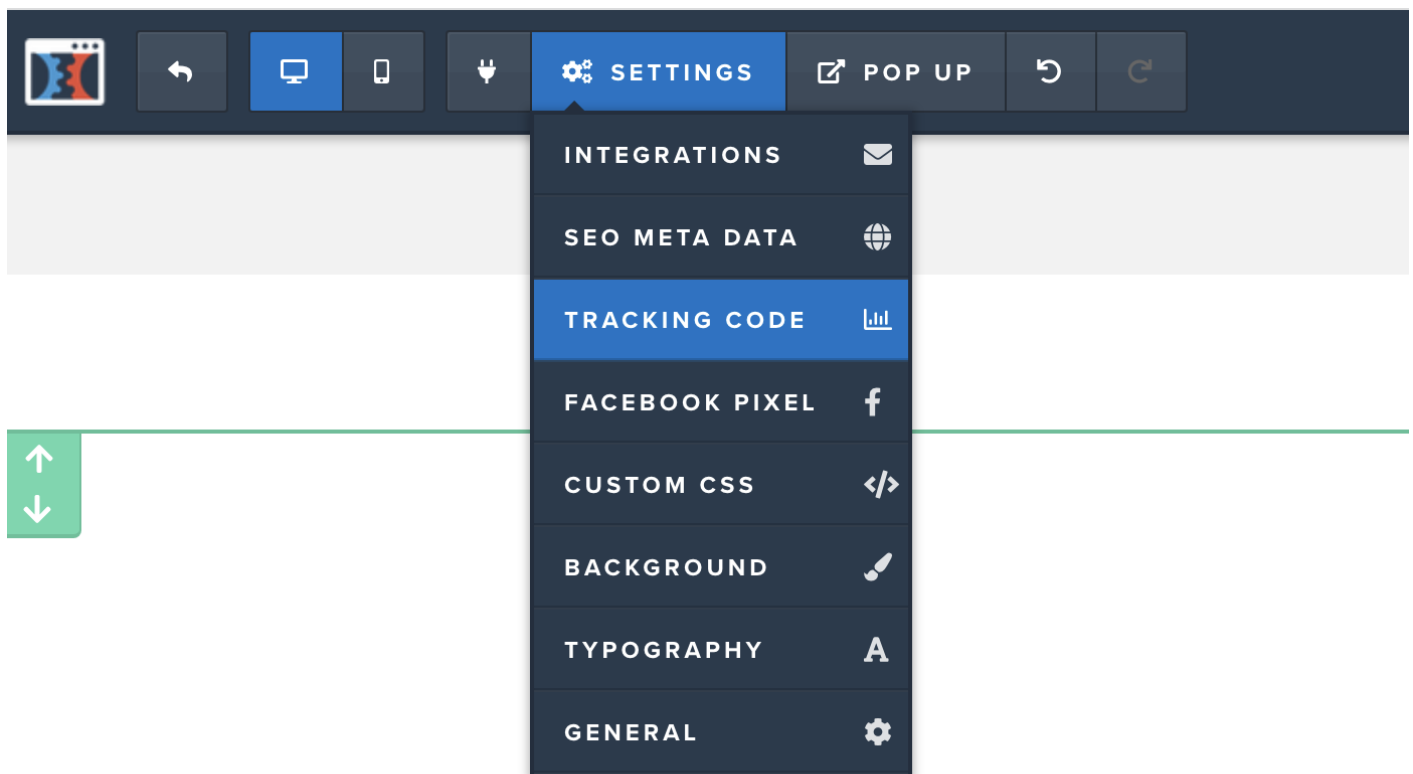 SETTINGS POP UP
INTEGRATIONS
SEO META DATA
TRACKING CODE
FACEBOOK PIXEL
CUSTOM CSS
BACKGROUND
TYPOGRAPHY
GENERAL